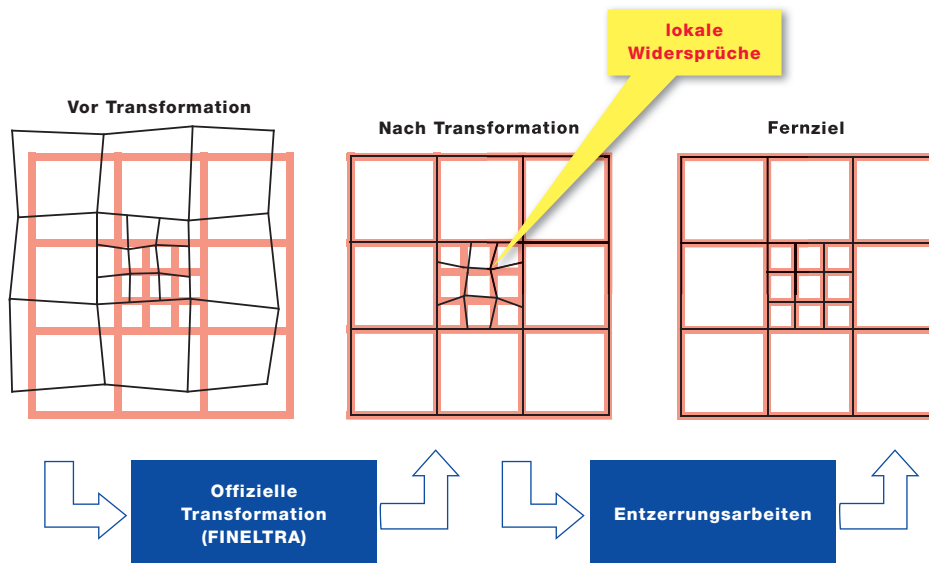 lokale
Widersprüche
Vor Transformation
Nach Transformation
Fernziel
Offizielle
Transformation
(FINELTRA)
Entzerrungsarbeiten